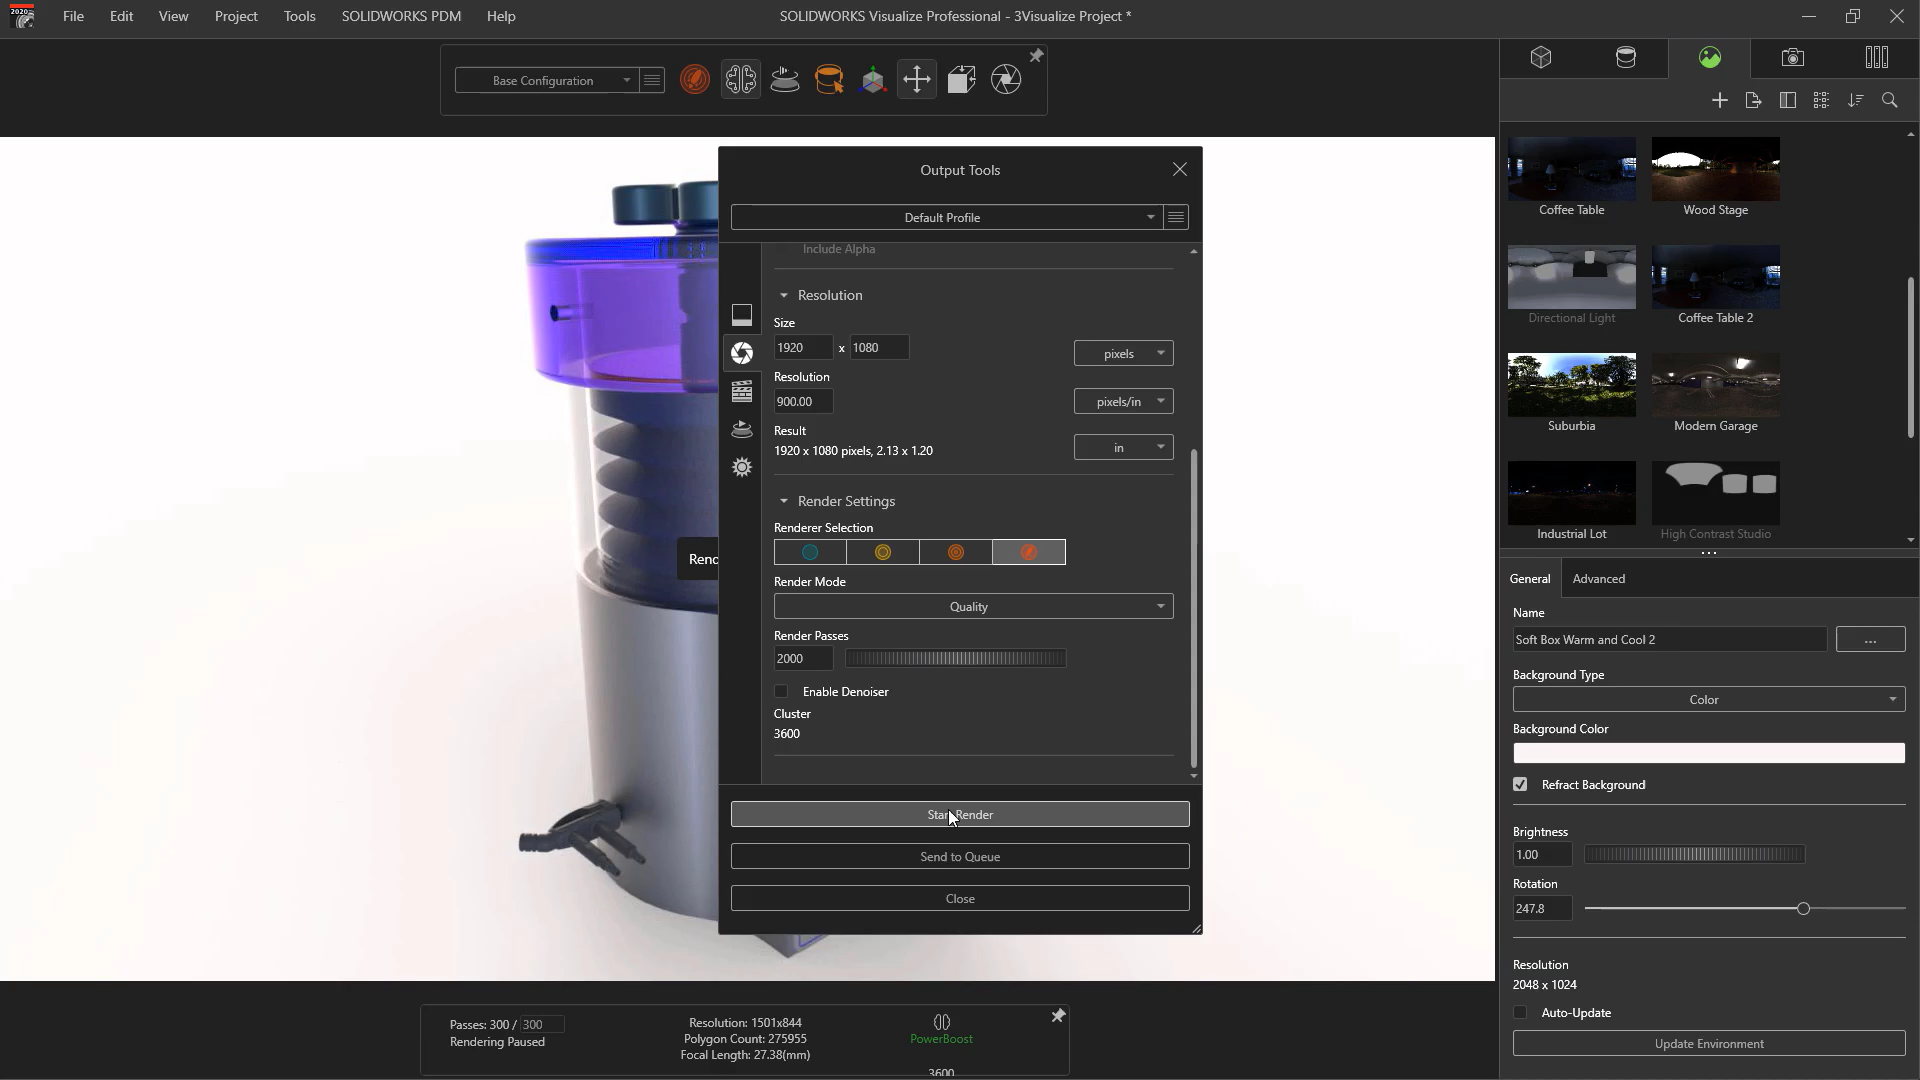 2020
File Edit View Project Tools SOLIDWORKS PDM Help
SOLIDWORKS Visualize Professional - 3Visualize Project *
Base Configuration
Output Tools
Default Profile
Include Alpha
Resolution
Size
1920 x 1080 pixels
Resolution
900.00 pixels/in
Result
1920 x 1080 pixels, 2.13 x 1.20 in
Render Settings
Renderer Selection
Render Mode
Quality
Render Passes
2000
Enable Denoiser
Cluster
3600
Start Render
Send to Queue
Close
Rend
Passes: 300 / 300
Rendering Paused
Resolution: 1501x844
Polygon Count: 275955
Focal Length: 27.38(mm)
PowerBoost
3600
Coffee Table Wood Stage
Directional Light Coffee Table 2
Suburbia Modern Garage
Industrial Lot High Contrast Studio
General Advanced
Name
Soft Box Warm and Cool 2 ...
Background Type
Color
Background Color
Refract Background
Brightness
1.00
Rotation
247.8
Resolution
2048 x 1024
Auto-Update
Update Environment